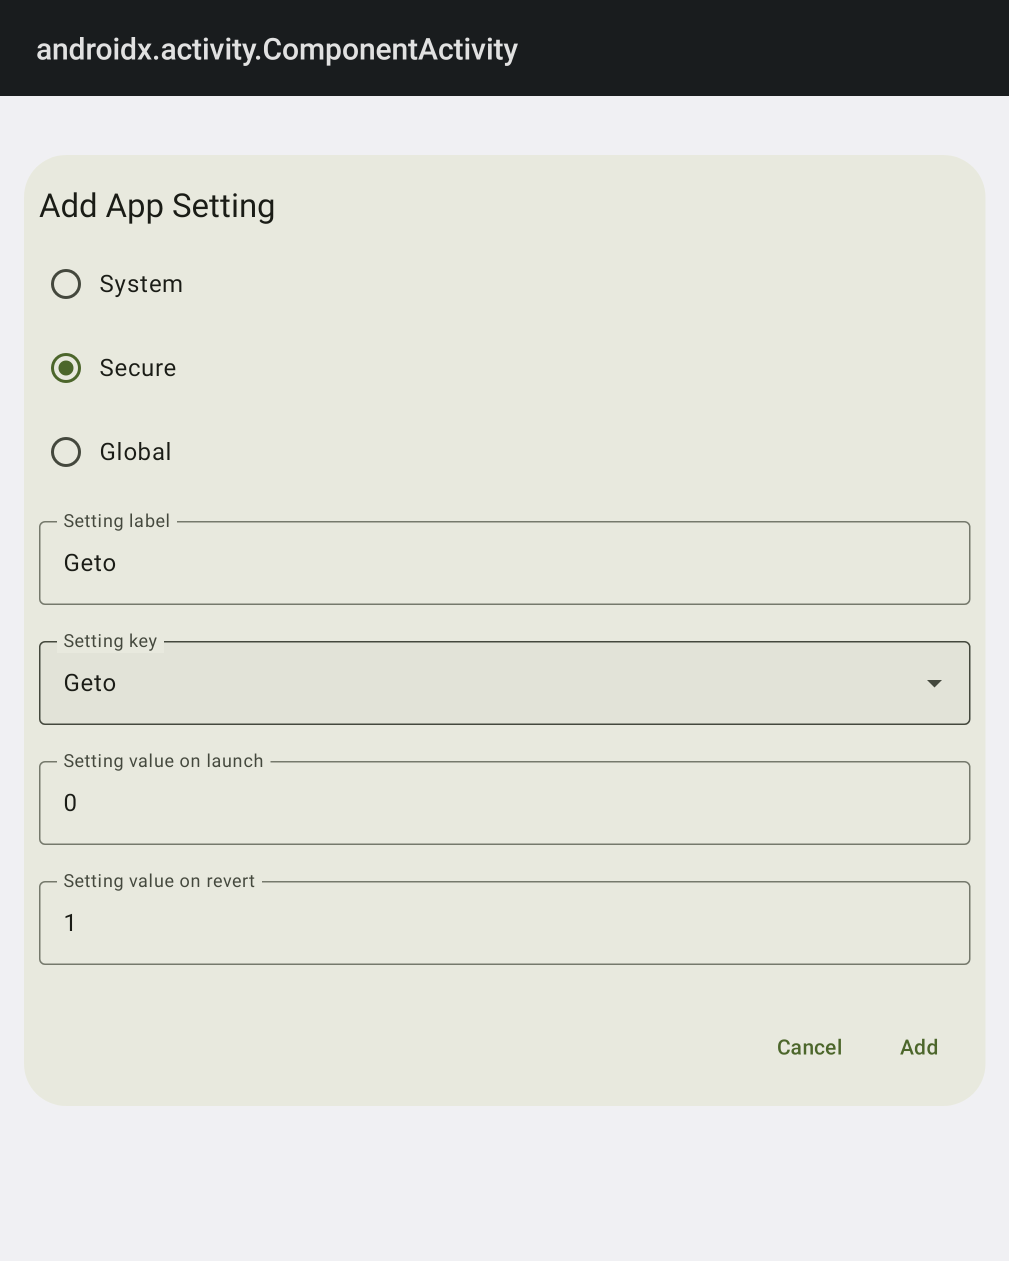 androidx.activity.ComponentActivity
Add App Setting
System
Secure
Global
Setting label
Geto
Setting key
Geto
Setting value on launch
0
Setting value on revert
1
Cancel Add